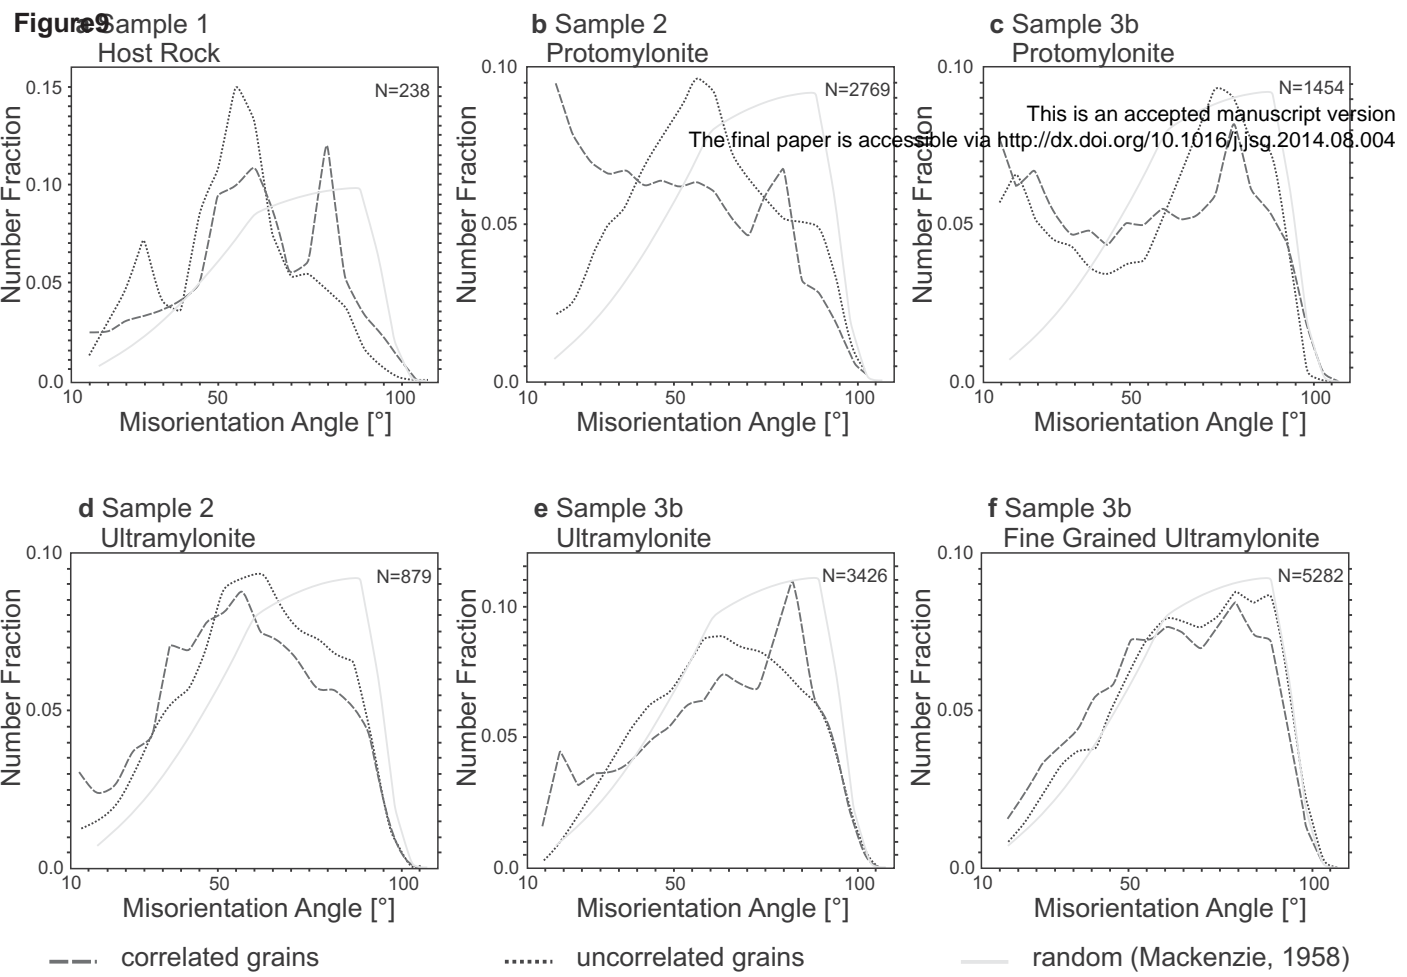 Figure9
a Sample 1
Host Rock
b Sample 2
Protomylonite
c Sample 3b
Protomylonite
N=238
N=2769
N=1454
This is an accepted manuscript version
The final paper is accessible via http://dx.doi.org/10.1016/j.jsg.2014.08.004
Number Fraction
0.15
0.10
0.05
0.0
10 50 100
Misorientation Angle [°]
Number Fraction
0.10
0.05
0.0
10 50 100
Misorientation Angle [°]
Number Fraction
0.10
0.05
0.0
10 50 100
Misorientation Angle [°]
d Sample 2
Ultramylonite
e Sample 3b
Ultramylonite
f Sample 3b
Fine Grained Ultramylonite
N=879
N=3426
N=5282
Number Fraction
0.10
0.05
0.0
10 50 100
Misorientation Angle [°]
Number Fraction
0.10
0.05
0.0
10 50 100
Misorientation Angle [°]
Number Fraction
0.10
0.05
0.0
10 50 100
Misorientation Angle [°]
correlated grains
uncorrelated grains
random (Mackenzie, 1958)